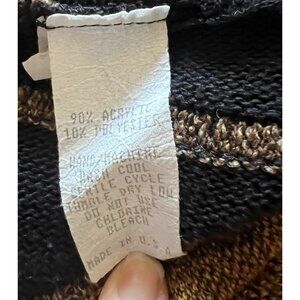 90% ACRYLIC
10% POLYESTER
HAND/MACHINE
WASH COOL
GENTLE CYCLE
TUMBLE DRY LOW
DO NOT USE
CHLORINE
BLEACH
MADE IN U.S.A